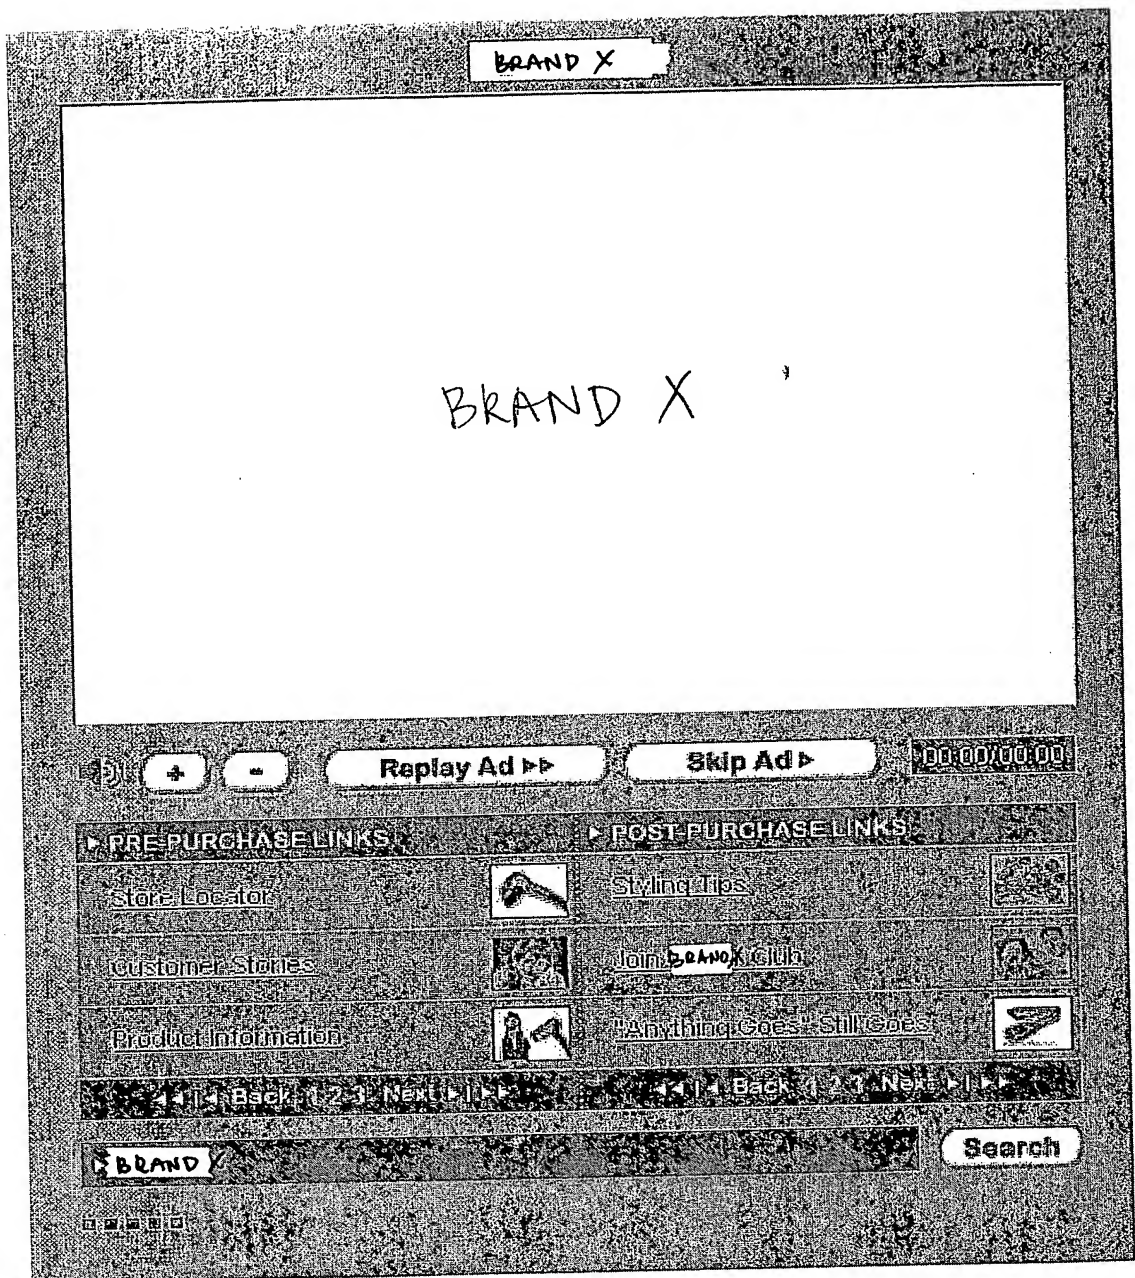 BRAND X
BRAND X
+ - Replay Ad ▸▸ Skip Ad ▸ 00:00/00:00
▸ PRE-PURCHASE LINKS ▸ POST-PURCHASE LINKS
Store Locator Styling Tips
Customer Stories Join BRAND X Club
Product Information "Anything Goes" Still Goes
◂◂ | ◂ Back 1 2 3 Next ▸ | ▸▸ ◂◂ | ◂ Back 1 2 3 Next ▸ | ▸▸
▸ BRAND X Search